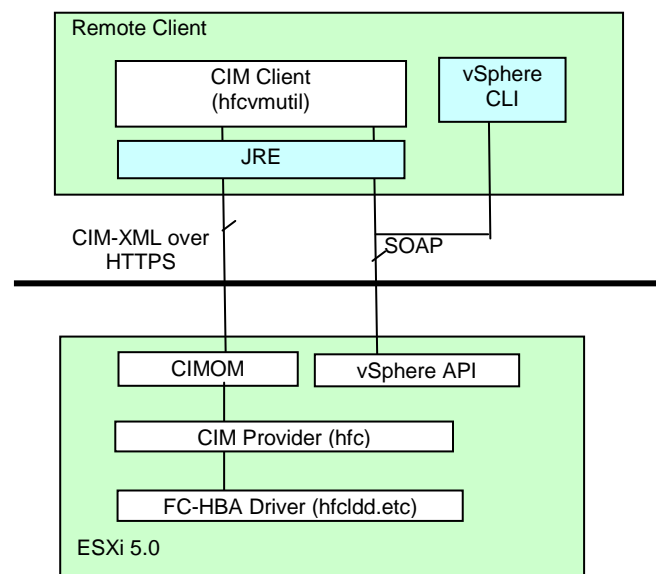 Remote Client
CIM Client
(hfcvmutil)
vSphere
CLI
JRE
CIM-XML over
HTTPS
SOAP
CIMOM
vSphere API
CIM Provider (hfc)
FC-HBA Driver (hfcldd.etc)
ESXi 5.0